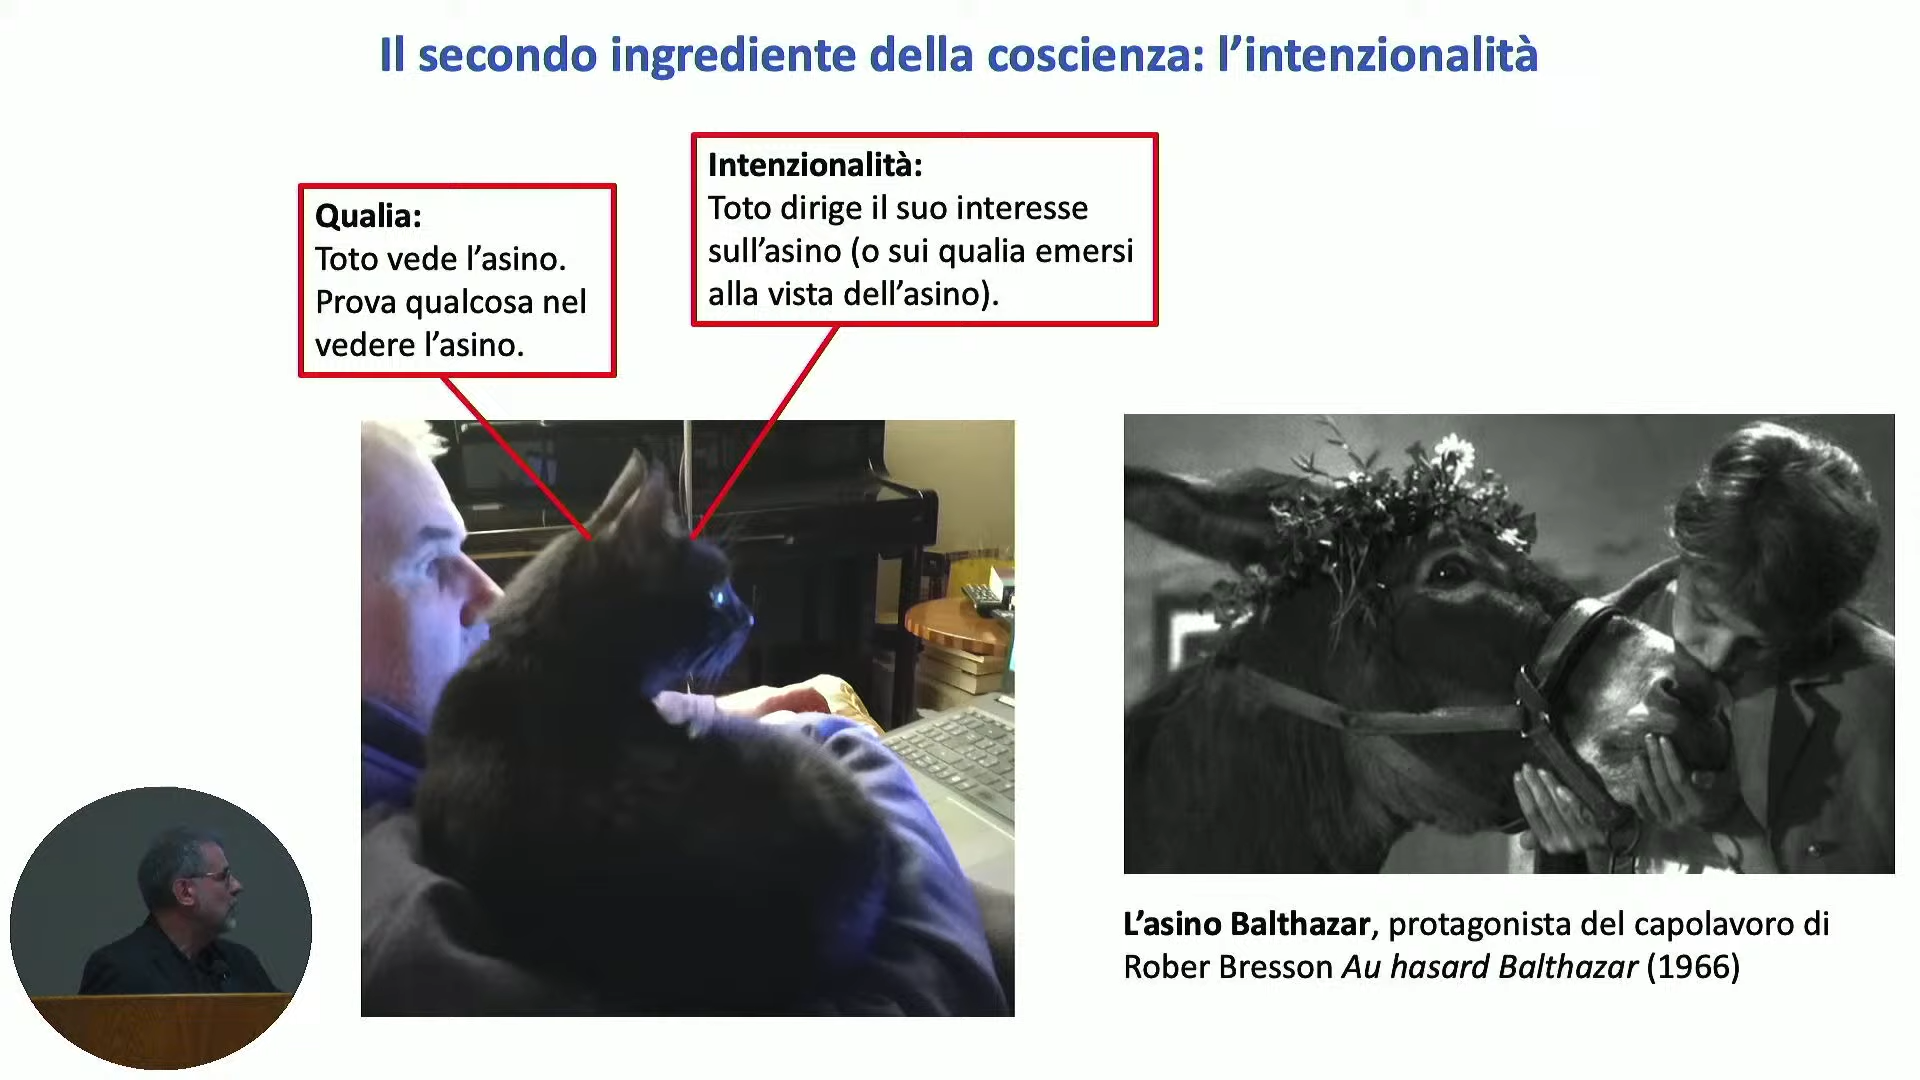 Il secondo ingrediente della coscienza: l’intenzionalità
Qualia:
Toto vede l’asino.
Prova qualcosa nel
vedere l’asino.
Intenzionalità:
Toto dirige il suo interesse
sull’asino (o sui qualia emersi
alla vista dell’asino).
L’asino Balthazar, protagonista del capolavoro di
Rober Bresson Au hasard Balthazar (1966)